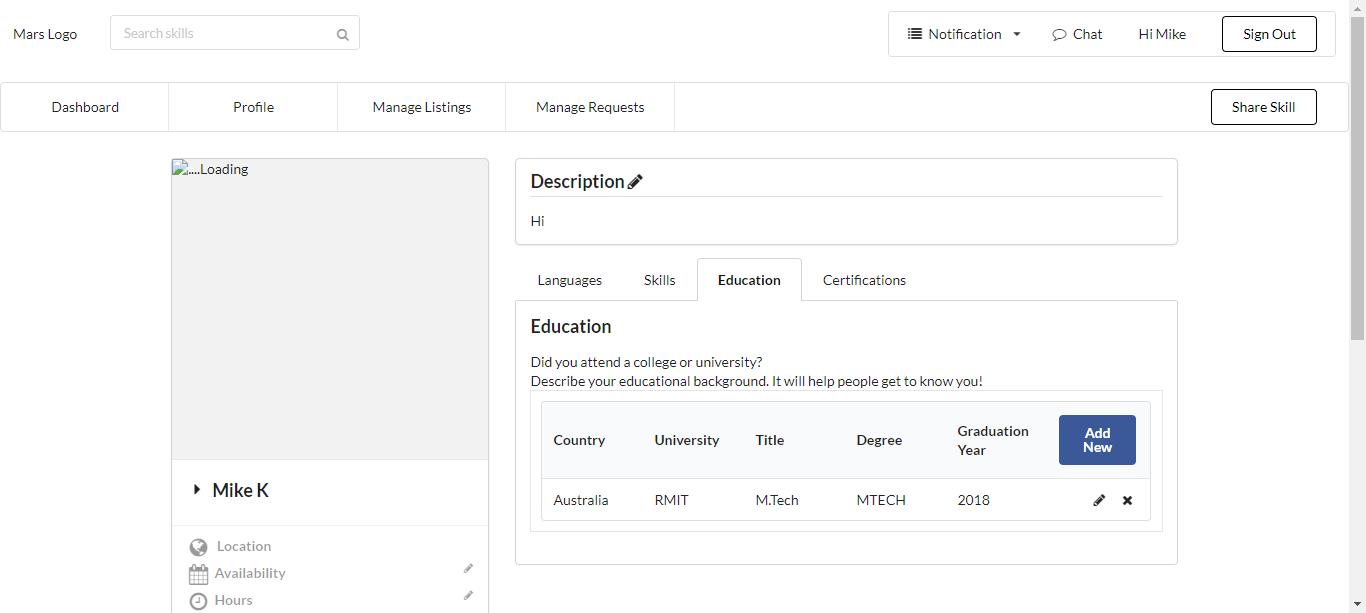 Mars Logo
Search skills
Notification
Chat
Hi Mike
Sign Out
Dashboard
Profile
Manage Listings
Manage Requests
Share Skill
....Loading
Mike K
Location
Availability
Hours
Description
Hi
Languages
Skills
Education
Certifications
Education
Did you attend a college or university?
Describe your educational background. It will help people get to know you!
Country
University
Title
Degree
Graduation
Year
Add
New
Australia
RMIT
M.Tech
MTECH
2018